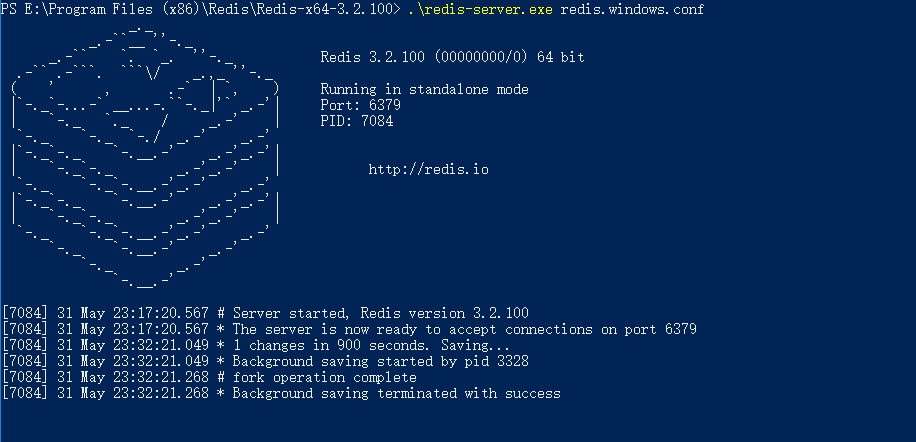 PS E:\Program Files (x86)\Redis\Redis-x64-3.2.100> .\redis-server.exe redis.windows.conf
Redis 3.2.100 (00000000/0) 64 bit
Running in standalone mode
Port: 6379
PID: 7084
http://redis.io
[7084] 31 May 23:17:20.567 # Server started, Redis version 3.2.100
[7084] 31 May 23:17:20.567 * The server is now ready to accept connections on port 6379
[7084] 31 May 23:32:21.049 * 1 changes in 900 seconds. Saving...
[7084] 31 May 23:32:21.049 * Background saving started by pid 3328
[7084] 31 May 23:32:21.268 # fork operation complete
[7084] 31 May 23:32:21.268 * Background saving terminated with success